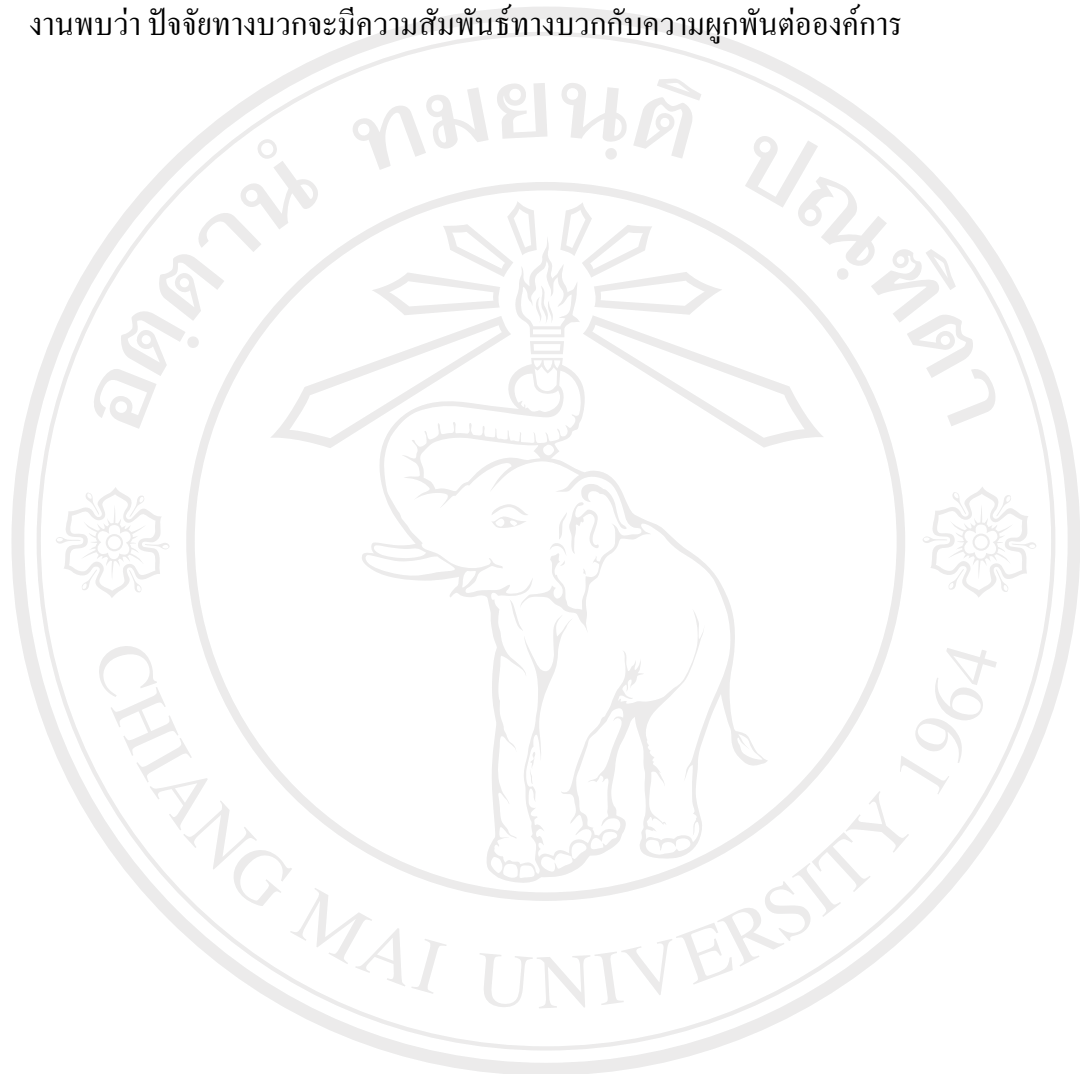 งานพบว่า ปัจจัยทางบวกจะมีความสัมพันธ์ทางบวกกับความผูกพันต่อองค์การ
อตฺตานํ ทมยนฺติ ปณฺฑิตา
CHIANG MAI UNIVERSITY 1964